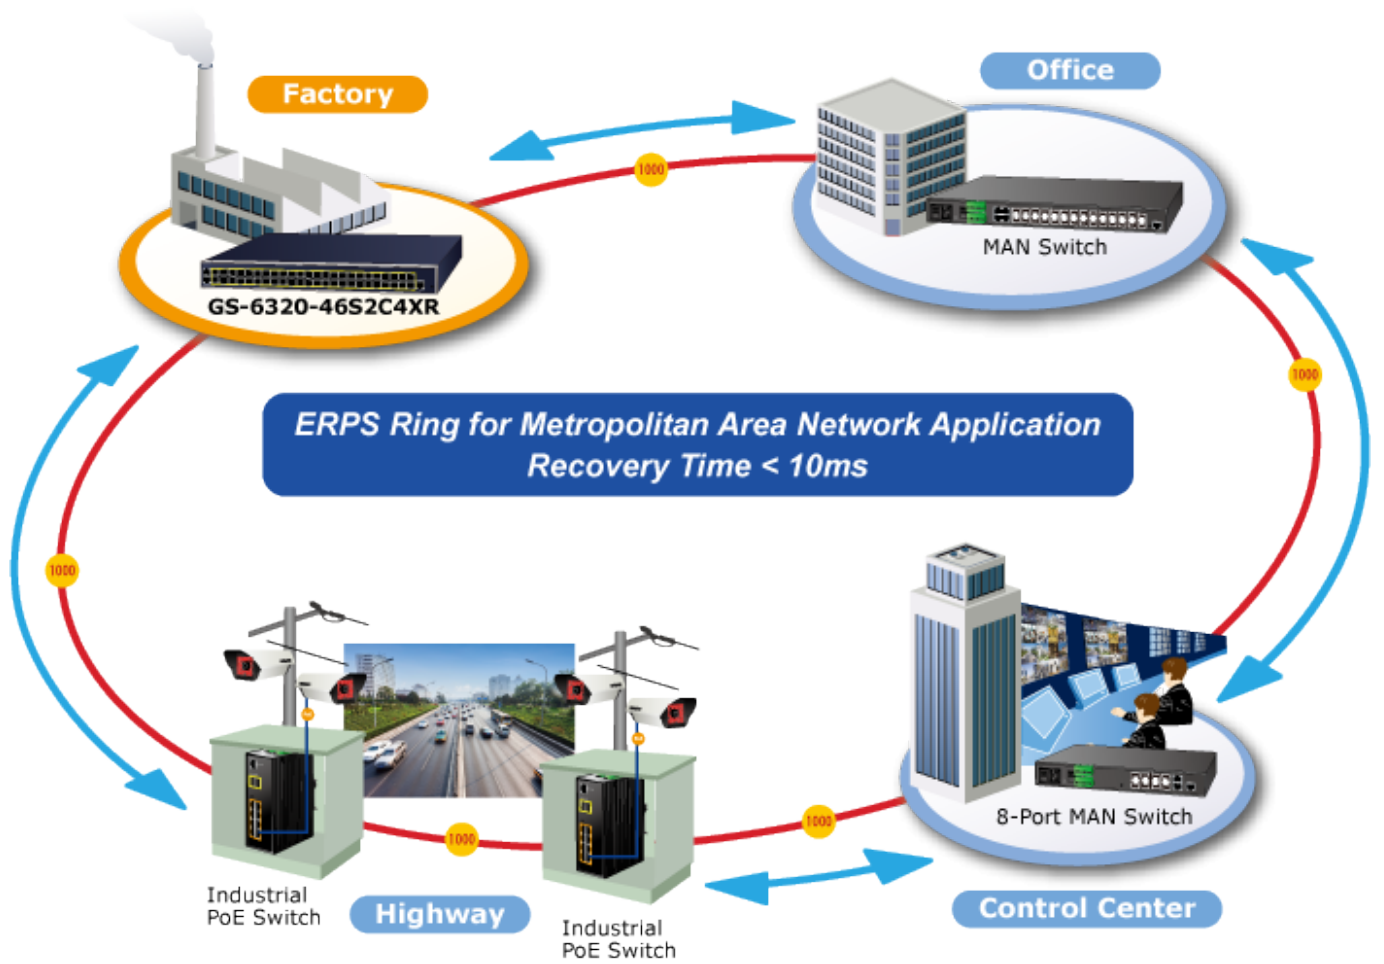 Factory
Office
1000
MAN Switch
GS-6320-46S2C4XR
1000
ERPS Ring for Metropolitan Area Network Application
Recovery Time < 10ms
1000
1000
1000
8-Port MAN Switch
Industrial
PoE Switch
Highway
Industrial
PoE Switch
Control Center